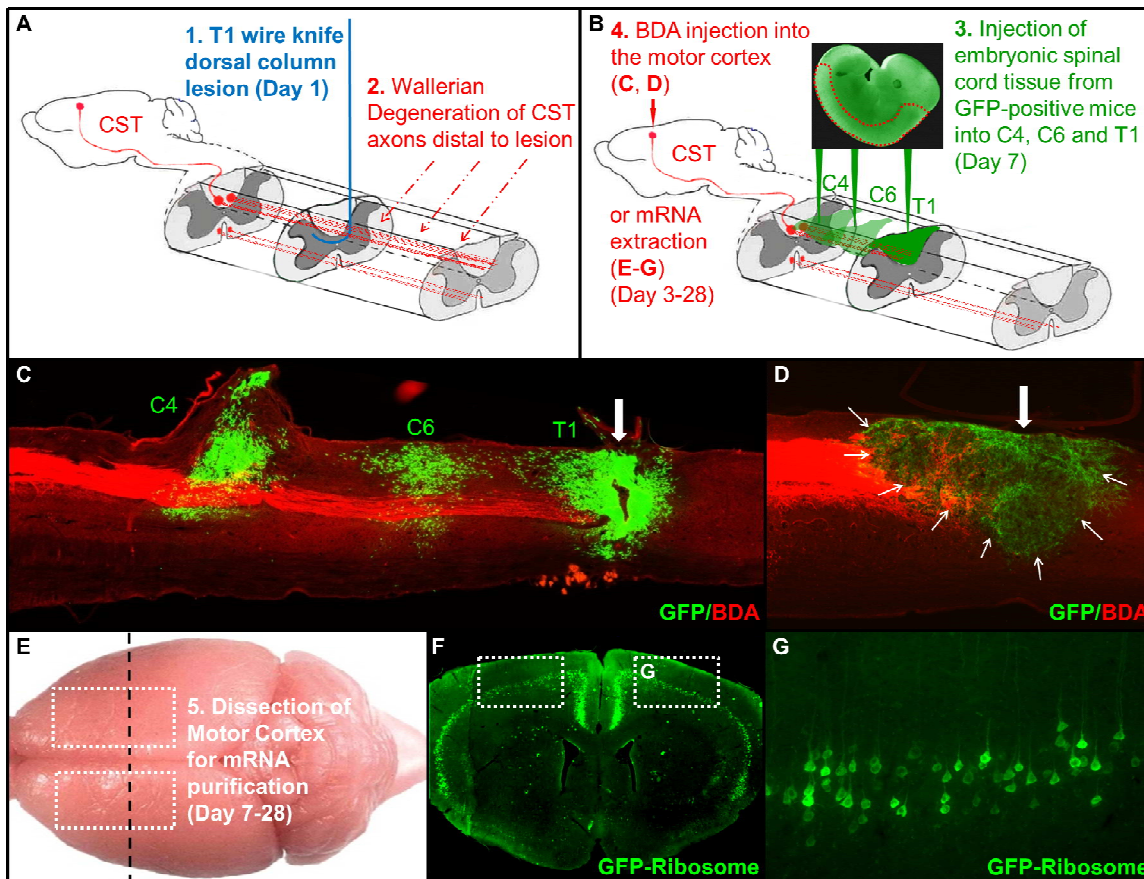 A
1. T1 wire knife
dorsal column
lesion (Day 1)
2. Wallerian
Degeneration of CST
axons distal to lesion
CST
B
4. BDA injection into
the motor cortex
(C, D)
3. Injection of
embryonic spinal
cord tissue from
GFP-positive mice
into C4, C6 and T1
(Day 7)
CST
C4
C6
T1
or mRNA
extraction
(E-G)
(Day 3-28)
C
C4
C6
T1
GFP/BDA
D
GFP/BDA
E
5. Dissection of
Motor Cortex
for mRNA
purification
(Day 7-28)
F
G
GFP-Ribosome
G
GFP-Ribosome